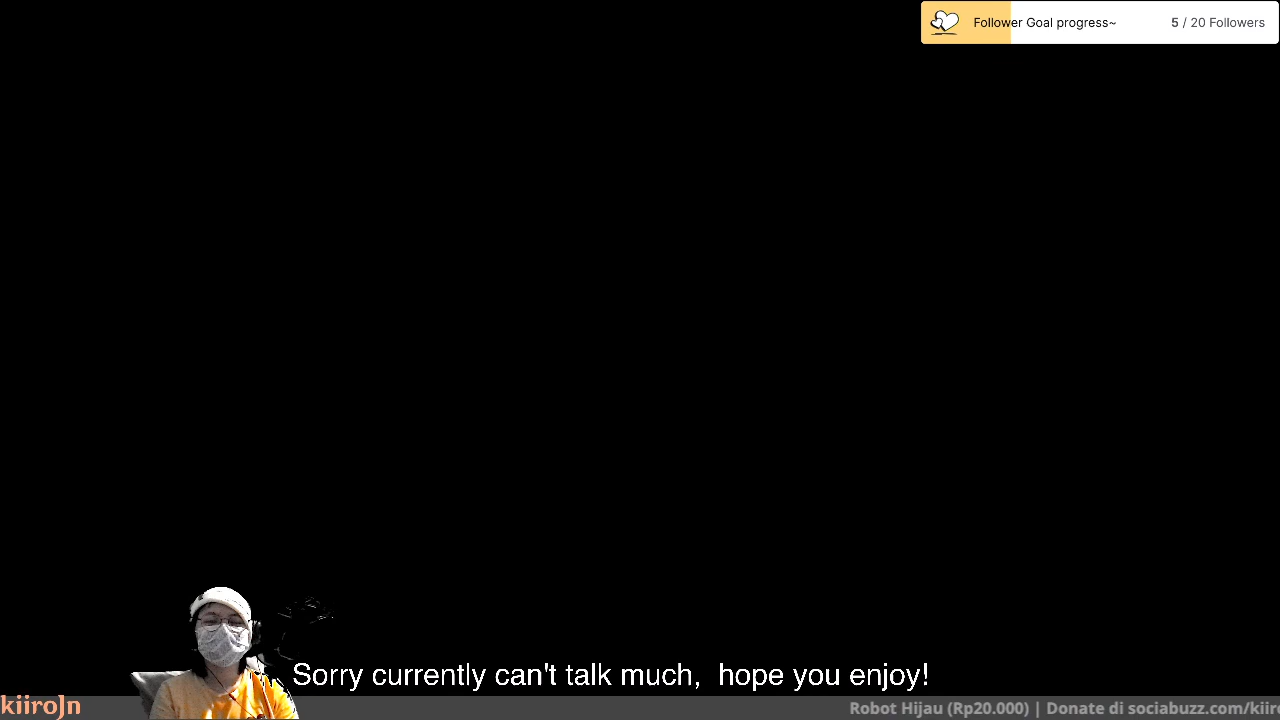 Follower Goal progress~ 5 / 20 Followers
Sorry currently can't talk much, hope you enjoy!
kiiroJn
Robot Hijau (Rp20.000) | Donate di sociabuzz.com/kiir